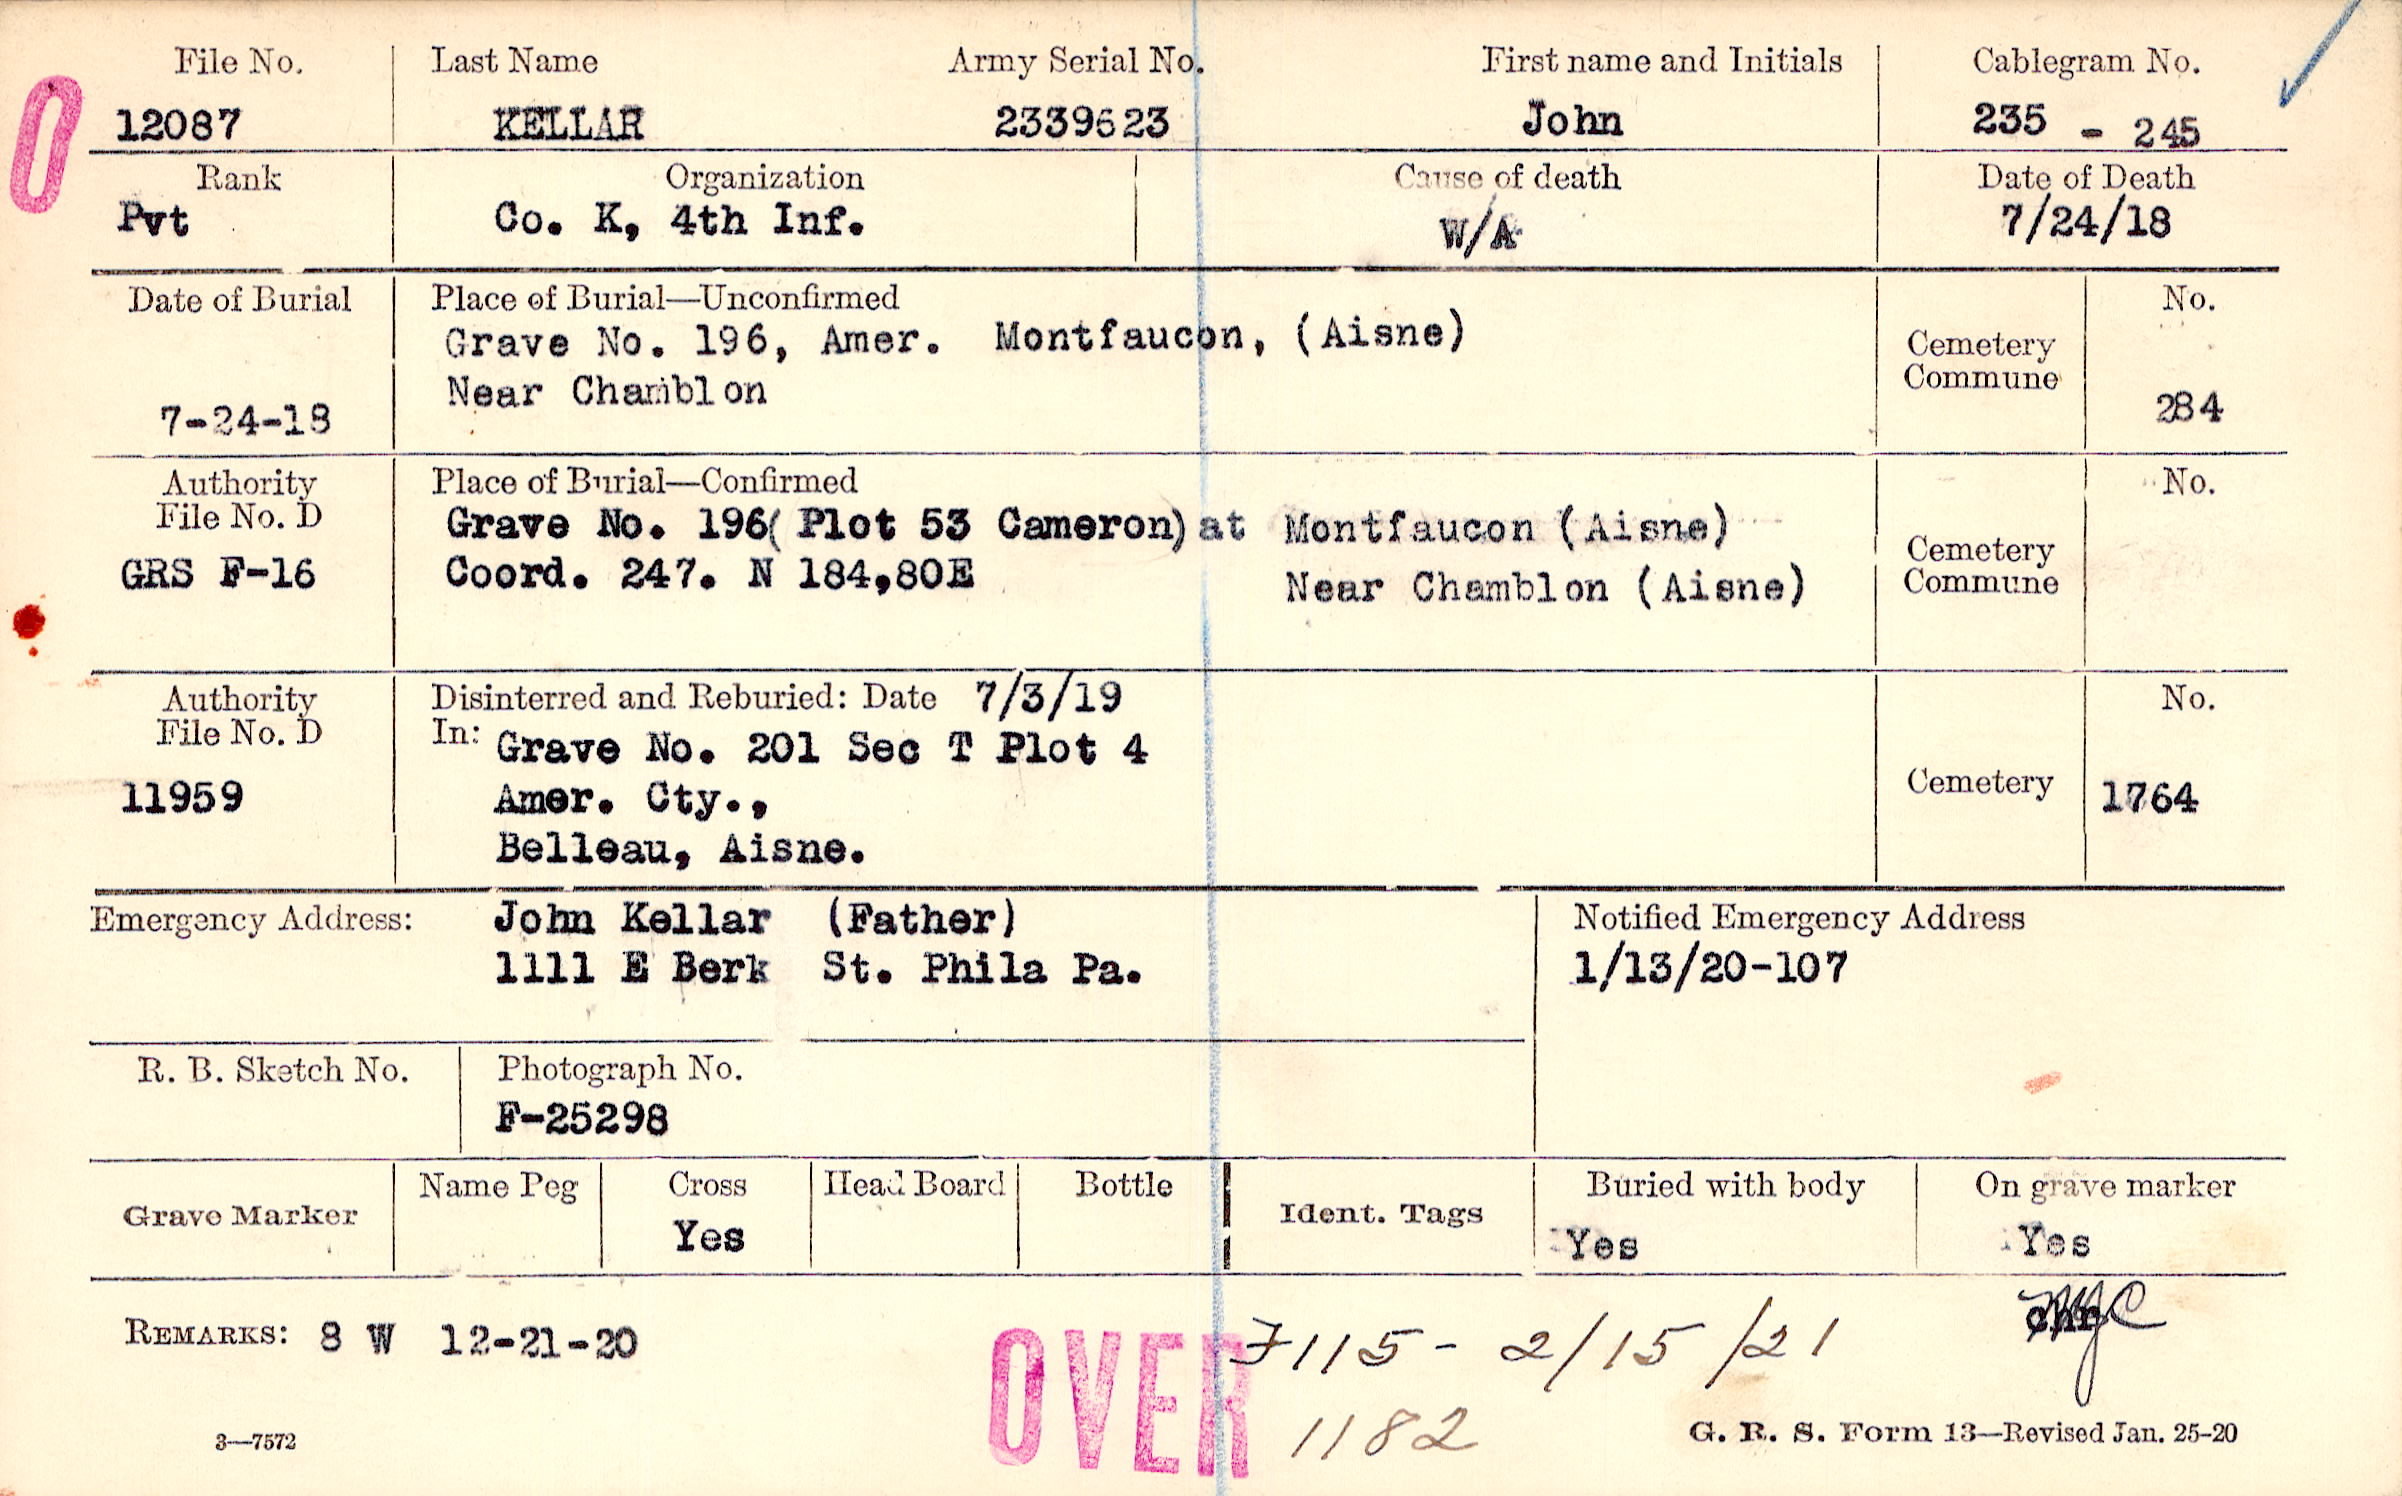 File No. Last Name Army Serial No. First name and Initials Cablegram No.
O
12087 KELLAR 2339623 John 235 - 245
Rank Organization Cause of death Date of Death
Pvt Co. K, 4th Inf. W/A 7/24/18
Date of Burial Place of Burial—Unconfirmed No.
Grave No. 196, Amer. Montfaucon, (Aisne)
Cemetery
Commune
Near Chamblon
7-24-18 284
Authority Place of Burial—Confirmed No.
File No. D
Grave No. 196( Plot 53 Cameron) at Montfaucon (Aisne)
Cemetery
Commune
GRS F-16 Coord. 247. N 184,80E Near Chamblon (Aisne)
Authority Disinterred and Reburied: Date 7/3/19 No.
File No. D In: Grave No. 201 Sec T Plot 4
11959 Amer. Cty., Cemetery 1764
Belleau, Aisne.
Emergency Address: John Kellar (Father) Notified Emergency Address
1111 E Berk St. Phila Pa. 1/13/20-107
R. B. Sketch No. Photograph No.
F-25298
Grave Marker Name Peg Cross Head Board Bottle Ident. Tags Buried with body On grave marker
Yes Yes Yes
REMARKS: 8 W 12-21-20 OVER 7115 - 2/15/21
1182
3—7572 G. R. S. Form 13—Revised Jan. 25-20